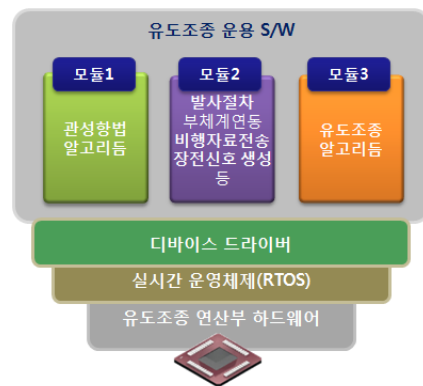 유도조종 운용 S/W
모듈1
모듈2
모듈3
관성항법
알고리듬
발사절차
부체계연동
비행자료전송
장전신호 생성
등
유도조종
알고리듬
디바이스 드라이버
실시간 운영체제(RTOS)
유도조종 연산부 하드웨어